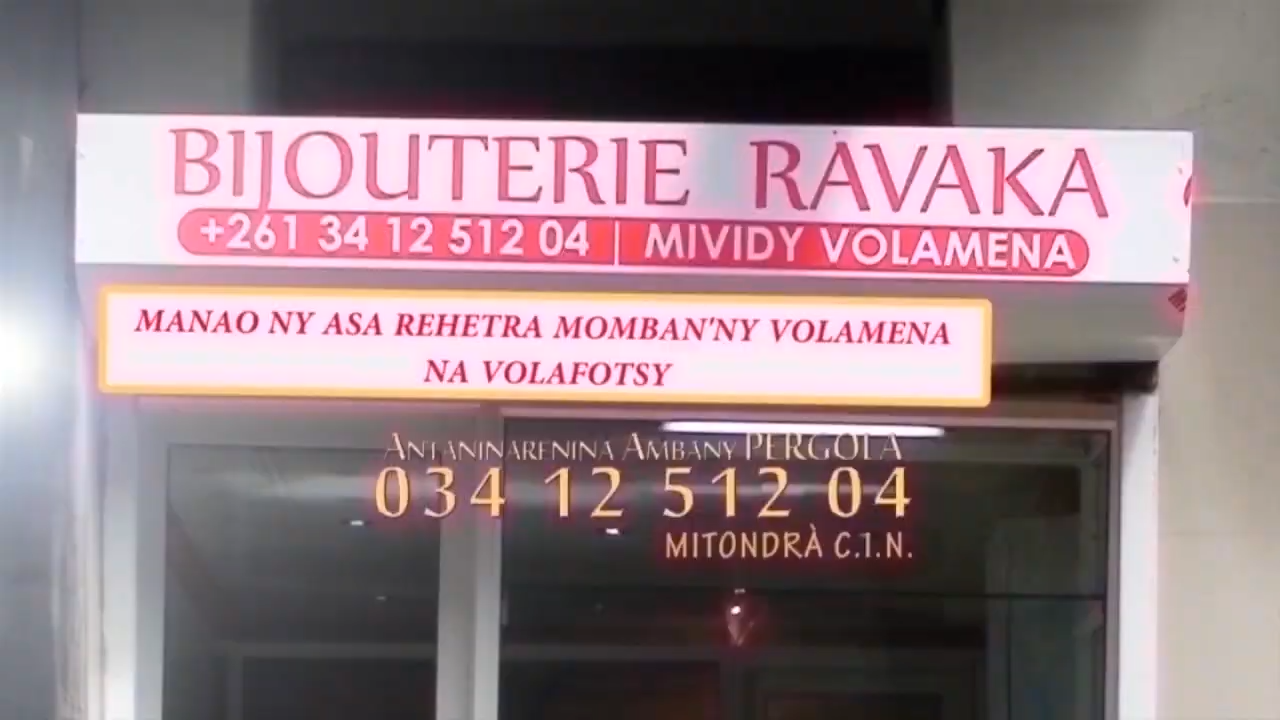 BIJOUTERIE RAVAKA
+261 34 12 512 04 | MIVIDY VOLAMENA
MANAO NY ASA REHETRA MOMBAN'NY VOLAMENA
NA VOLAFOTSY
ANTANINARENINA AMBANY PERGOLA
034 12 512 04
MITONDRÀ C.I.N.